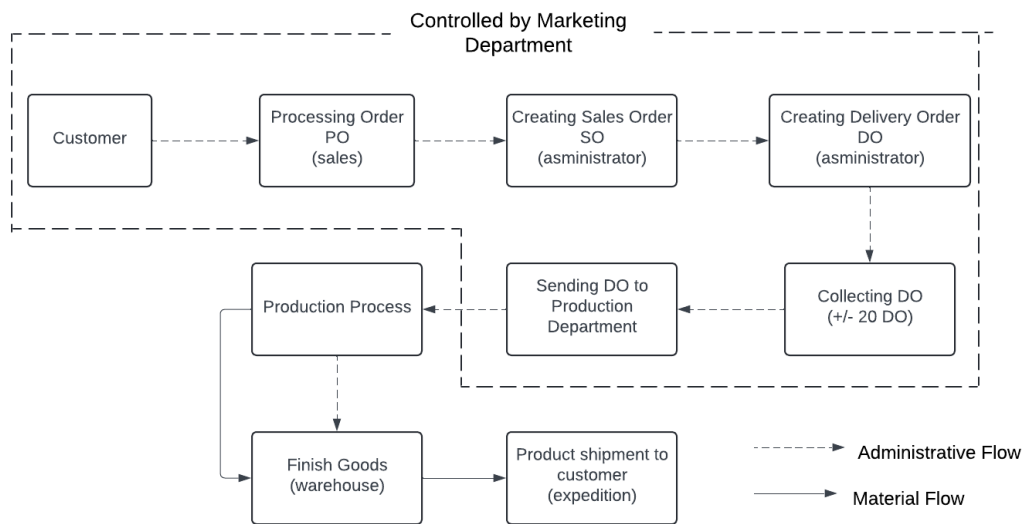 Controlled by Marketing
Department
Customer
Processing Order
PO
(sales)
Creating Sales Order
SO
(asministrator)
Creating Delivery Order
DO
(asministrator)
Production Process
Sending DO to
Production
Department
Collecting DO
(+/- 20 DO)
Finish Goods
(warehouse)
Product shipment to
customer
(expedition)
Administrative Flow
Material Flow